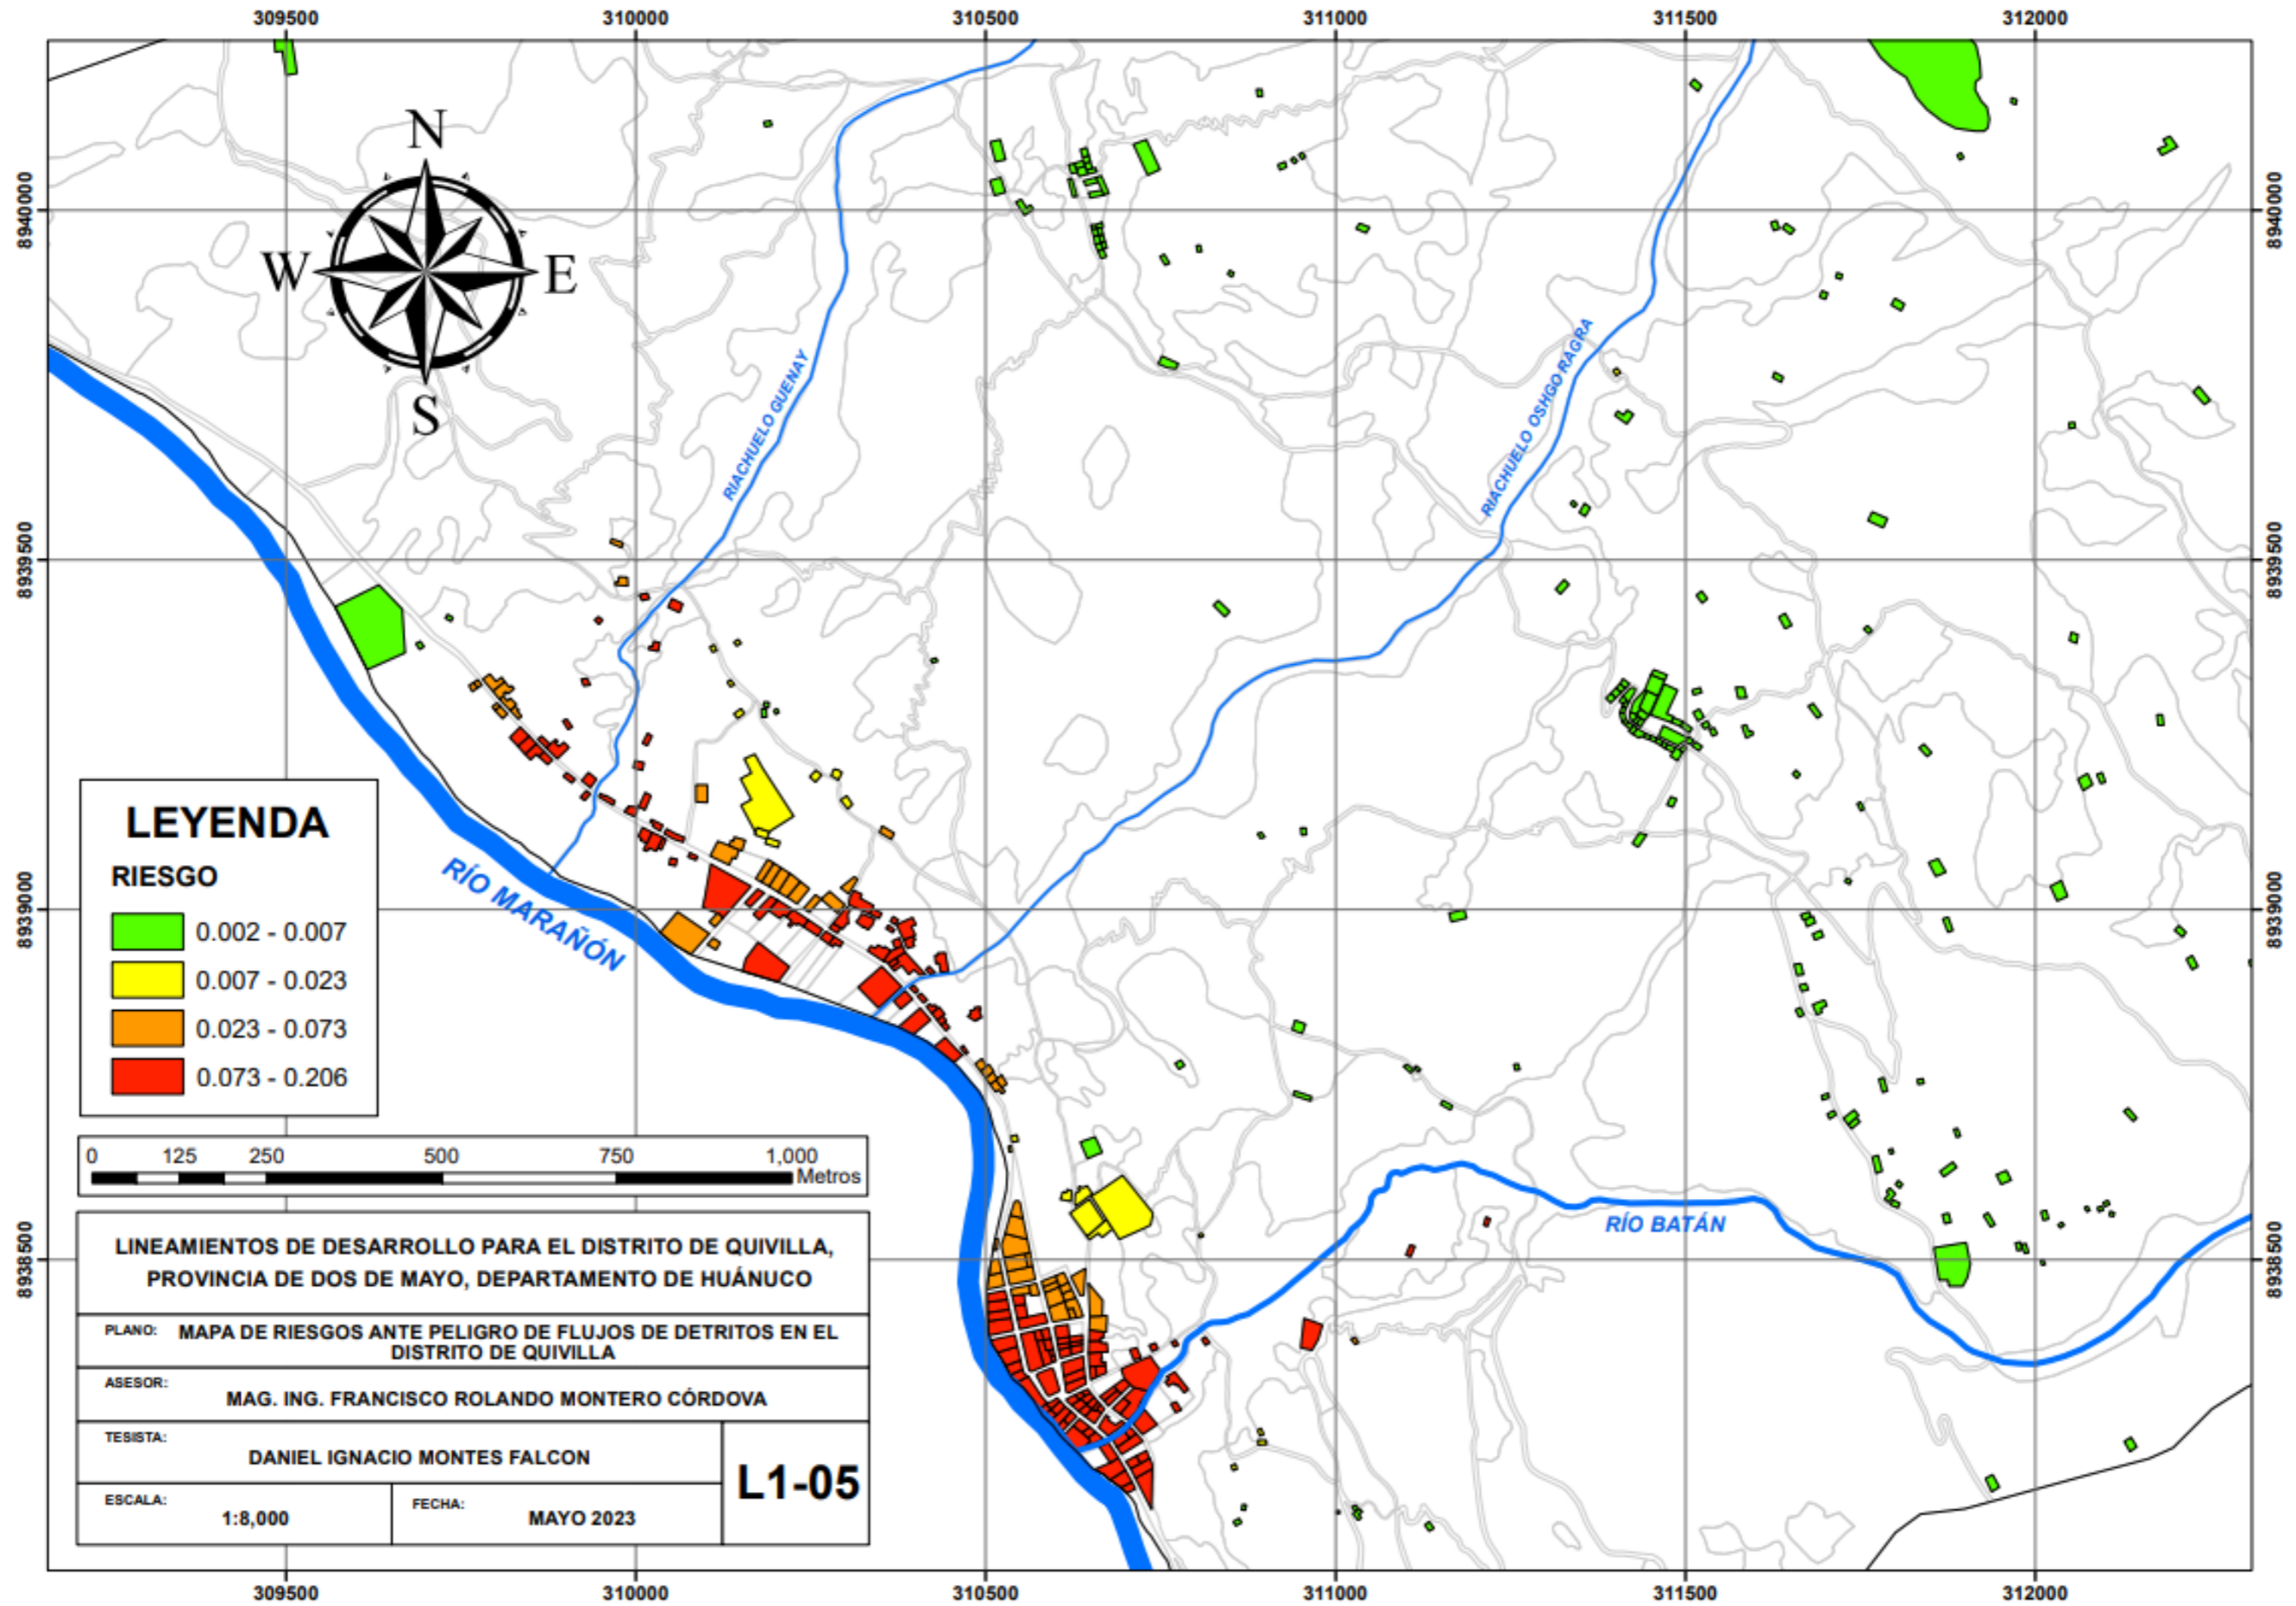 309500 310000 310500 311000 311500 312000
8940000 8940000
N
W E
S
RIACHUELO GUENAY
RIACHUELO OSHGO RAGRA
8939500 8939500
LEYENDA
RIESGO
0.002 - 0.007
0.007 - 0.023
0.023 - 0.073
0.073 - 0.206
RÍO MARAÑÓN
8939000 8939000
0 125 250 500 750 1,000
Metros
RÍO BATÁN
8938500 8938500
LINEAMIENTOS DE DESARROLLO PARA EL DISTRITO DE QUIVILLA,
PROVINCIA DE DOS DE MAYO, DEPARTAMENTO DE HUÁNUCO
PLANO: MAPA DE RIESGOS ANTE PELIGRO DE FLUJOS DE DETRITOS EN EL
DISTRITO DE QUIVILLA
ASESOR:
MAG. ING. FRANCISCO ROLANDO MONTERO CÓRDOVA
TESISTA:
DANIEL IGNACIO MONTES FALCON
L1-05
ESCALA:
1:8,000
FECHA:
MAYO 2023
309500 310000 310500 311000 311500 312000